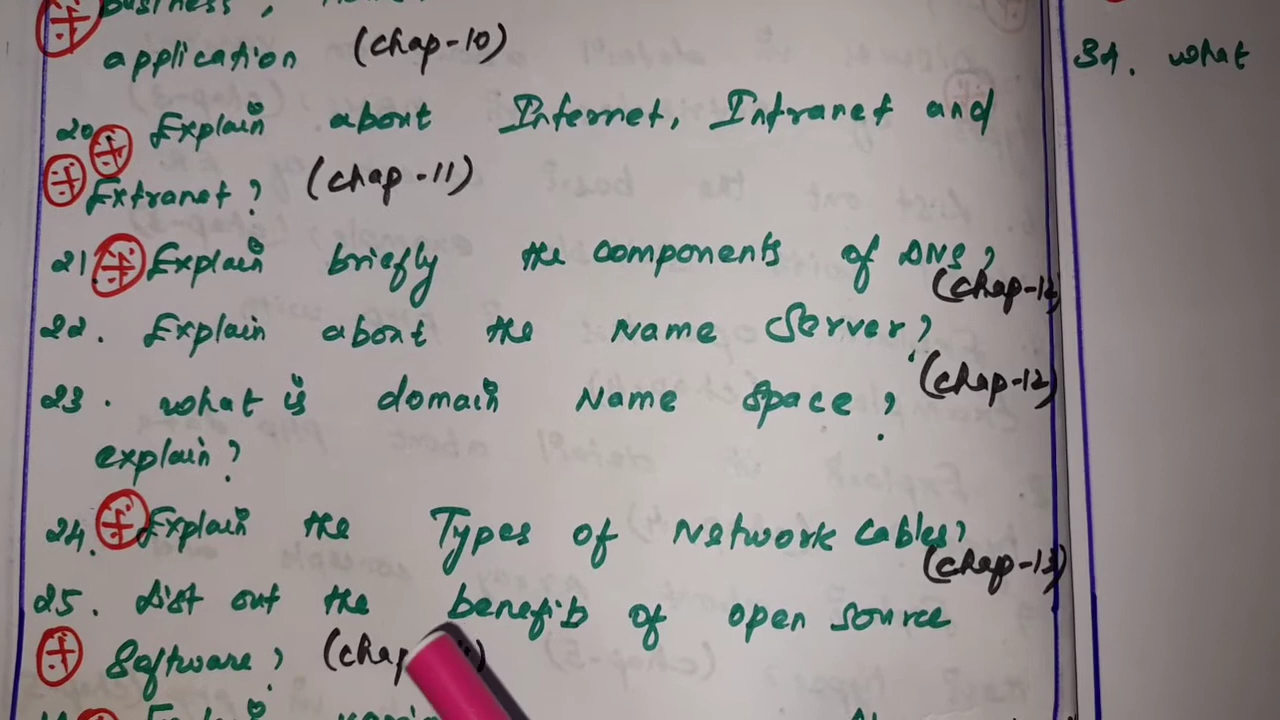 business,
application (chap-10)
20. Explain about Internet, Intranet and
Extranet? (chap-11)
21. Explain briefly the components of DNS?
(chap-12)
22. Explain about the Name Server?
(chap-12)
23. what is domain Name space?
explain?
24. Explain the Types of Network Cables?
(chap-13)
25. List out the benefits of open source
Software? (chap
Explain
34. what